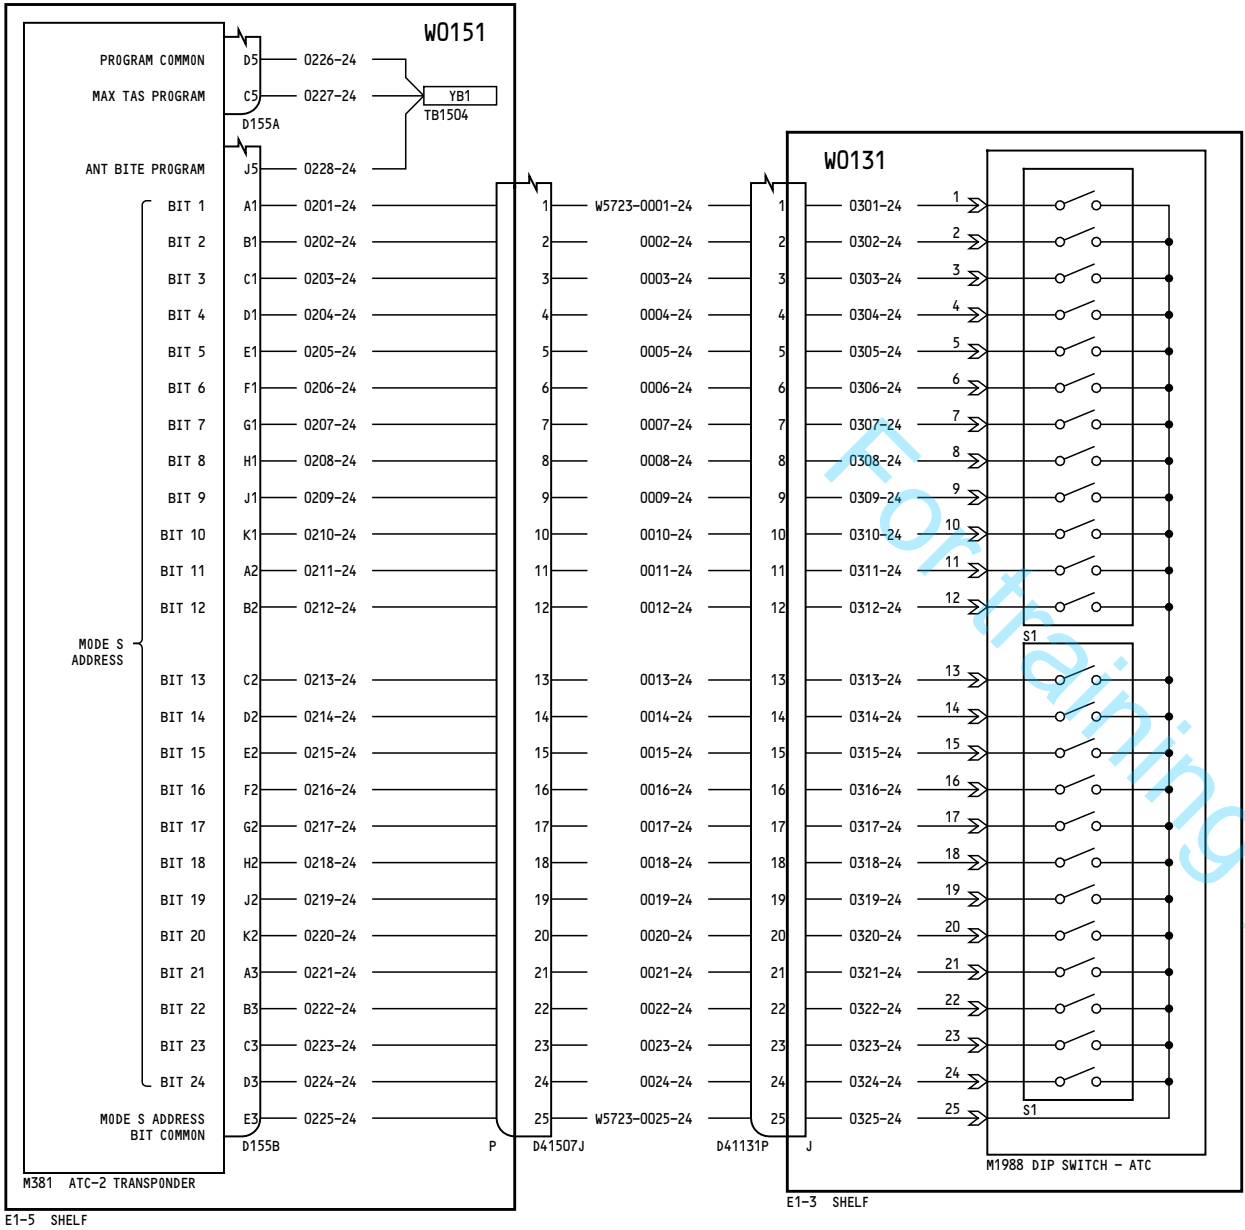 W0151
PROGRAM COMMON D5 0226-24
MAX TAS PROGRAM C5 0227-24 YB1
TB1504
D155A
W0131
ANT BITE PROGRAM J5 0228-24
BIT 1 A1 0201-24 1 W5723-0001-24 1 0301-24 1
BIT 2 B1 0202-24 2 0002-24 2 0302-24 2
BIT 3 C1 0203-24 3 0003-24 3 0303-24 3
BIT 4 D1 0204-24 4 0004-24 4 0304-24 4
BIT 5 E1 0205-24 5 0005-24 5 0305-24 5
BIT 6 F1 0206-24 6 0006-24 6 0306-24 6
BIT 7 G1 0207-24 7 0007-24 7 0307-24 7
BIT 8 H1 0208-24 8 0008-24 8 0308-24 8
BIT 9 J1 0209-24 9 0009-24 9 0309-24 9
BIT 10 K1 0210-24 10 0010-24 10 0310-24 10
BIT 11 A2 0211-24 11 0011-24 11 0311-24 11
BIT 12 B2 0212-24 12 0012-24 12 0312-24 12
S1
MODE S
ADDRESS
BIT 13 C2 0213-24 13 0013-24 13 0313-24 13
BIT 14 D2 0214-24 14 0014-24 14 0314-24 14
BIT 15 E2 0215-24 15 0015-24 15 0315-24 15
BIT 16 F2 0216-24 16 0016-24 16 0316-24 16
BIT 17 G2 0217-24 17 0017-24 17 0317-24 17
BIT 18 H2 0218-24 18 0018-24 18 0318-24 18
BIT 19 J2 0219-24 19 0019-24 19 0319-24 19
BIT 20 K2 0220-24 20 0020-24 20 0320-24 20
BIT 21 A3 0221-24 21 0021-24 21 0321-24 21
BIT 22 B3 0222-24 22 0022-24 22 0322-24 22
BIT 23 C3 0223-24 23 0023-24 23 0323-24 23
BIT 24 D3 0224-24 24 0024-24 24 0324-24 24
S1
MODE S ADDRESS E3 0225-24 25 W5723-0025-24 25 0325-24 25
BIT COMMON
D155B P D41507J D41131P J
M1988 DIP SWITCH - ATC
M381 ATC-2 TRANSPONDER
E1-3 SHELF
E1-5 SHELF
For training